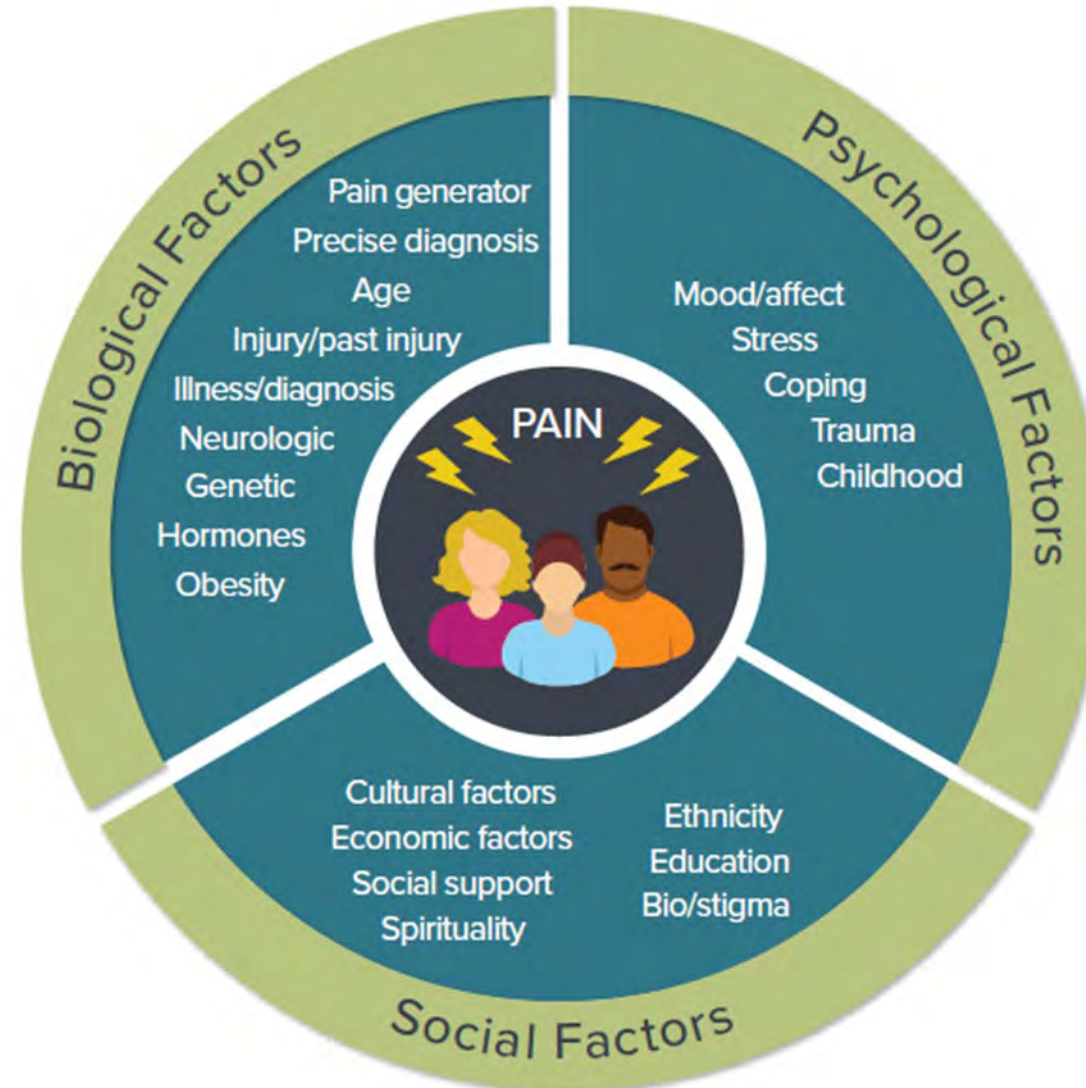 Biological Factors
Pain generator
Precise diagnosis
Age
Injury/past injury
Illness/diagnosis
Neurologic
Genetic
Hormones
Obesity
Psychological Factors
Mood/affect
Stress
Coping
Trauma
Childhood
PAIN
Cultural factors
Economic factors
Social support
Spirituality
Ethnicity
Education
Bio/stigma
Social Factors